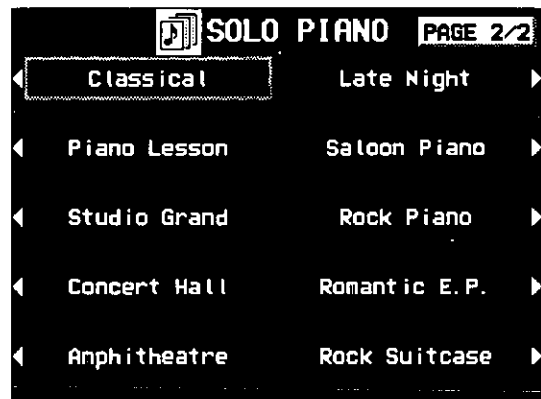 SOLO PIANO PAGE 2/2
Classical Late Night
Piano Lesson Saloon Piano
Studio Grand Rock Piano
Concert Hall Romantic E.P.
Amphitheatre Rock Suitcase